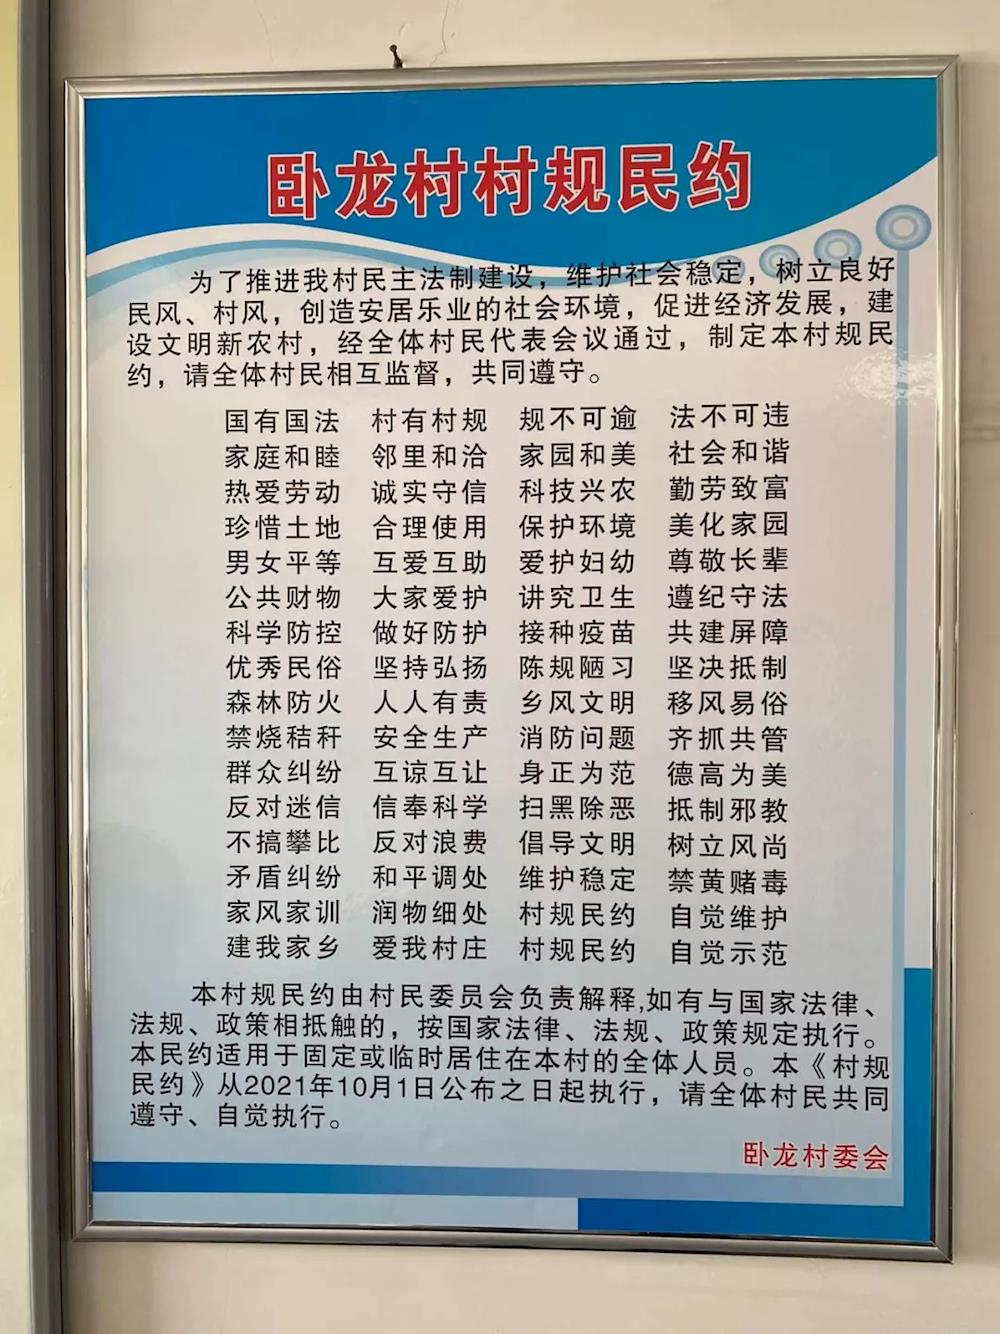 卧龙村村规民约
为了推进我村民主法制建设，维护社会稳定，树立良好
民风、村风，创造安居乐业的社会环境，促进经济发展，建
设文明新农村，经全体村民代表会议通过，制定本村规民
约，请全体村民相互监督，共同遵守。
国有国法 村有村规 规不可逾 法不可违
家庭和睦 邻里和洽 家园和美 社会和谐
热爱劳动 诚实守信 科技兴农 勤劳致富
珍惜土地 合理使用 保护环境 美化家园
男女平等 互爱互助 爱护妇幼 尊敬长辈
公共财物 大家爱护 讲究卫生 遵纪守法
科学防控 做好防护 接种疫苗 共建屏障
优秀民俗 坚持弘扬 陈规陋习 坚决抵制
森林防火 人人有责 乡风文明 移风易俗
禁烧秸秆 安全生产 消防问题 齐抓共管
群众纠纷 互谅互让 身正为范 德高为美
反对迷信 信奉科学 扫黑除恶 抵制邪教
不搞攀比 反对浪费 倡导文明 树立风尚
矛盾纠纷 和平调处 维护稳定 禁黄赌毒
家风家训 润物细处 村规民约 自觉维护
建我家乡 爱我村庄 村规民约 自觉示范
本村规民约由村民委员会负责解释,如有与国家法律、
法规、政策相抵触的，按国家法律、法规、政策规定执行。
本民约适用于固定或临时居住在本村的全体人员。本《村规
民约》从2021年10月1日公布之日起执行，请全体村民共同
遵守、自觉执行。
卧龙村委会